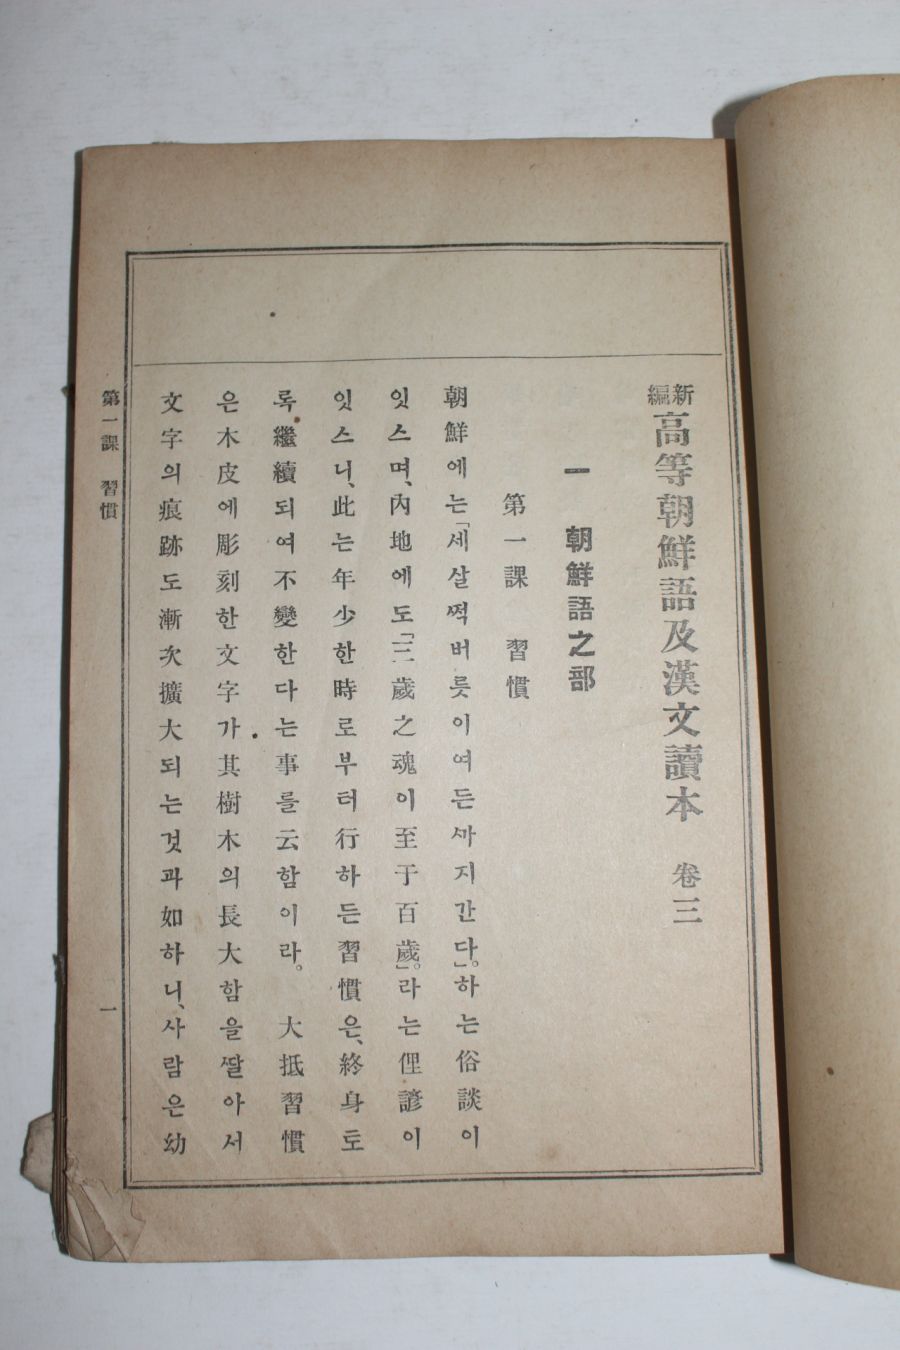 新編高等朝鮮語及漢文讀本 卷三
一 朝鮮語之部
第一課 習慣
朝鮮에는「세살쩍버릇이여든까지간다。」하는俗談이
잇스며、內地에도「三歲之魂이至于百歲」。라는俚諺이
잇스니、此는年少한時로부터行하든習慣은、終身토
록繼續되여不變한다는事를云함이라。 大抵習慣
은木皮에彫刻한文字가其樹木의長大함을딸아서
文字의痕跡도漸次擴大되는것과如하니、사람은幼
第一課 習慣 一